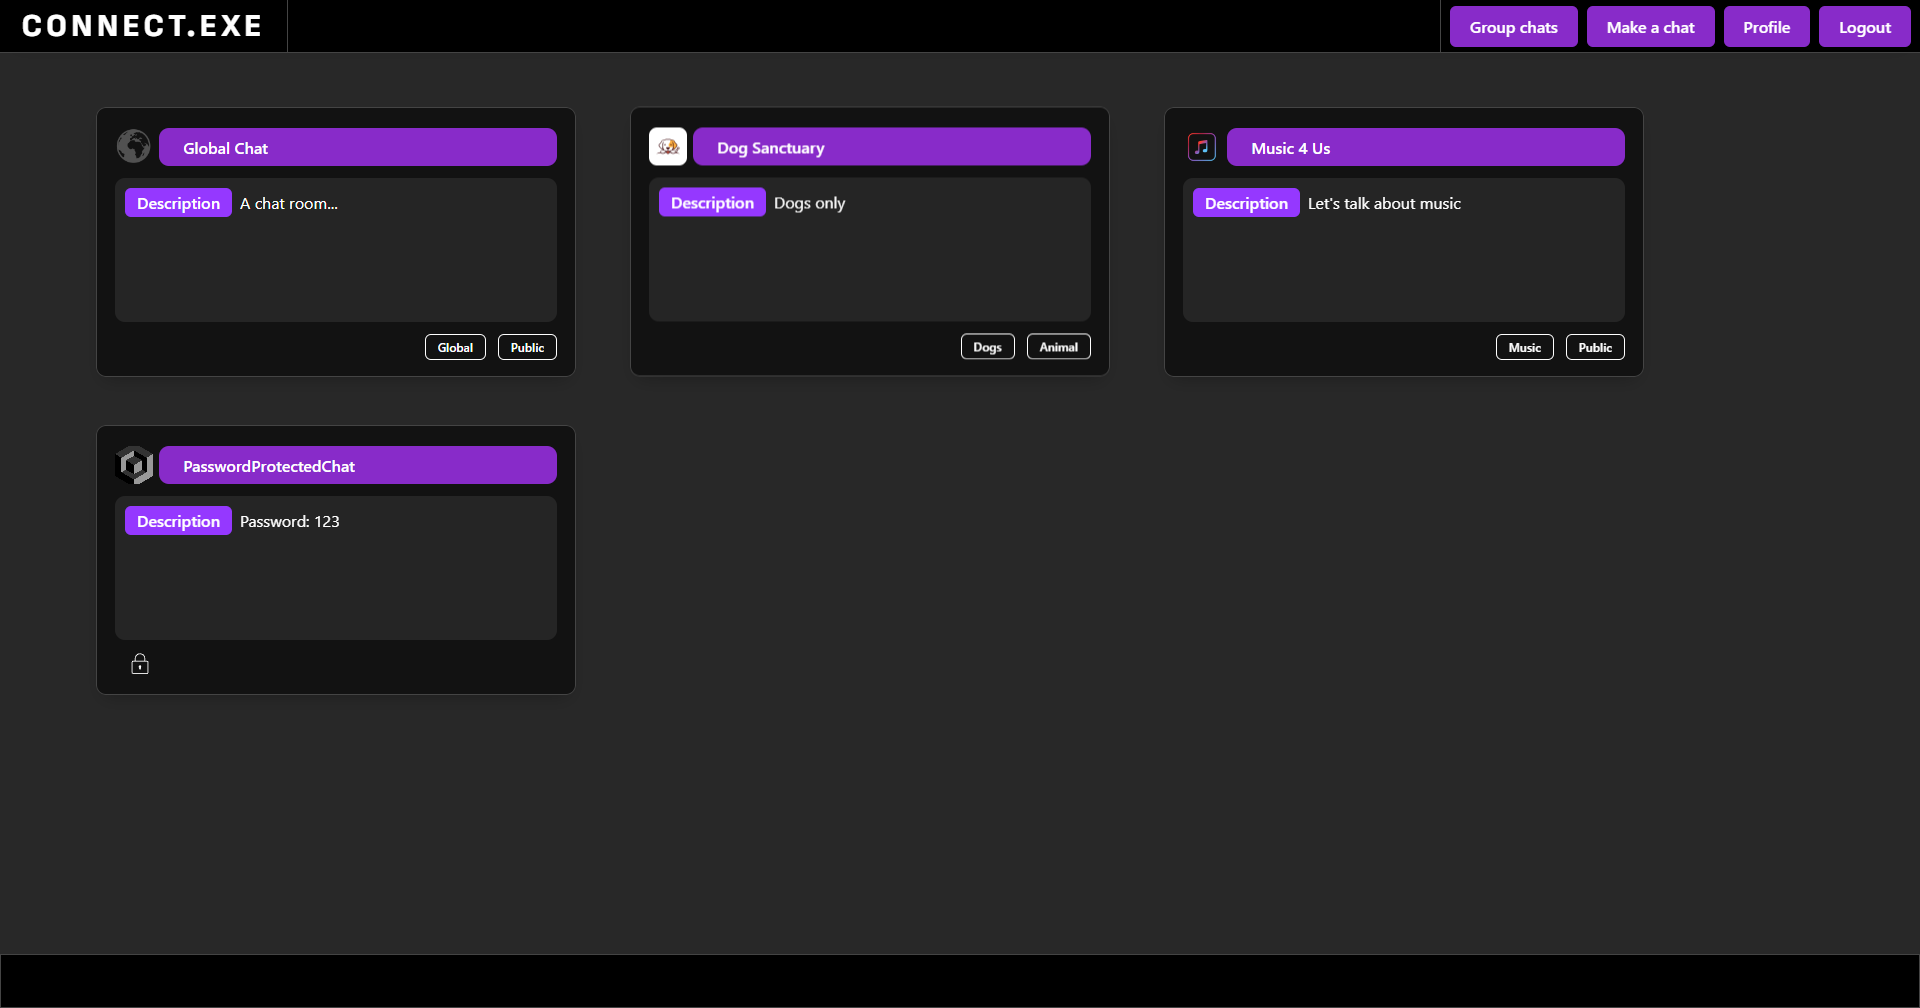 CONNECT.EXE
Group chats
Make a chat
Profile
Logout
Global Chat
Description A chat room...
Global
Public
Dog Sanctuary
Description Dogs only
Dogs
Animal
Music 4 Us
Description Let's talk about music
Music
Public
PasswordProtectedChat
Description Password: 123